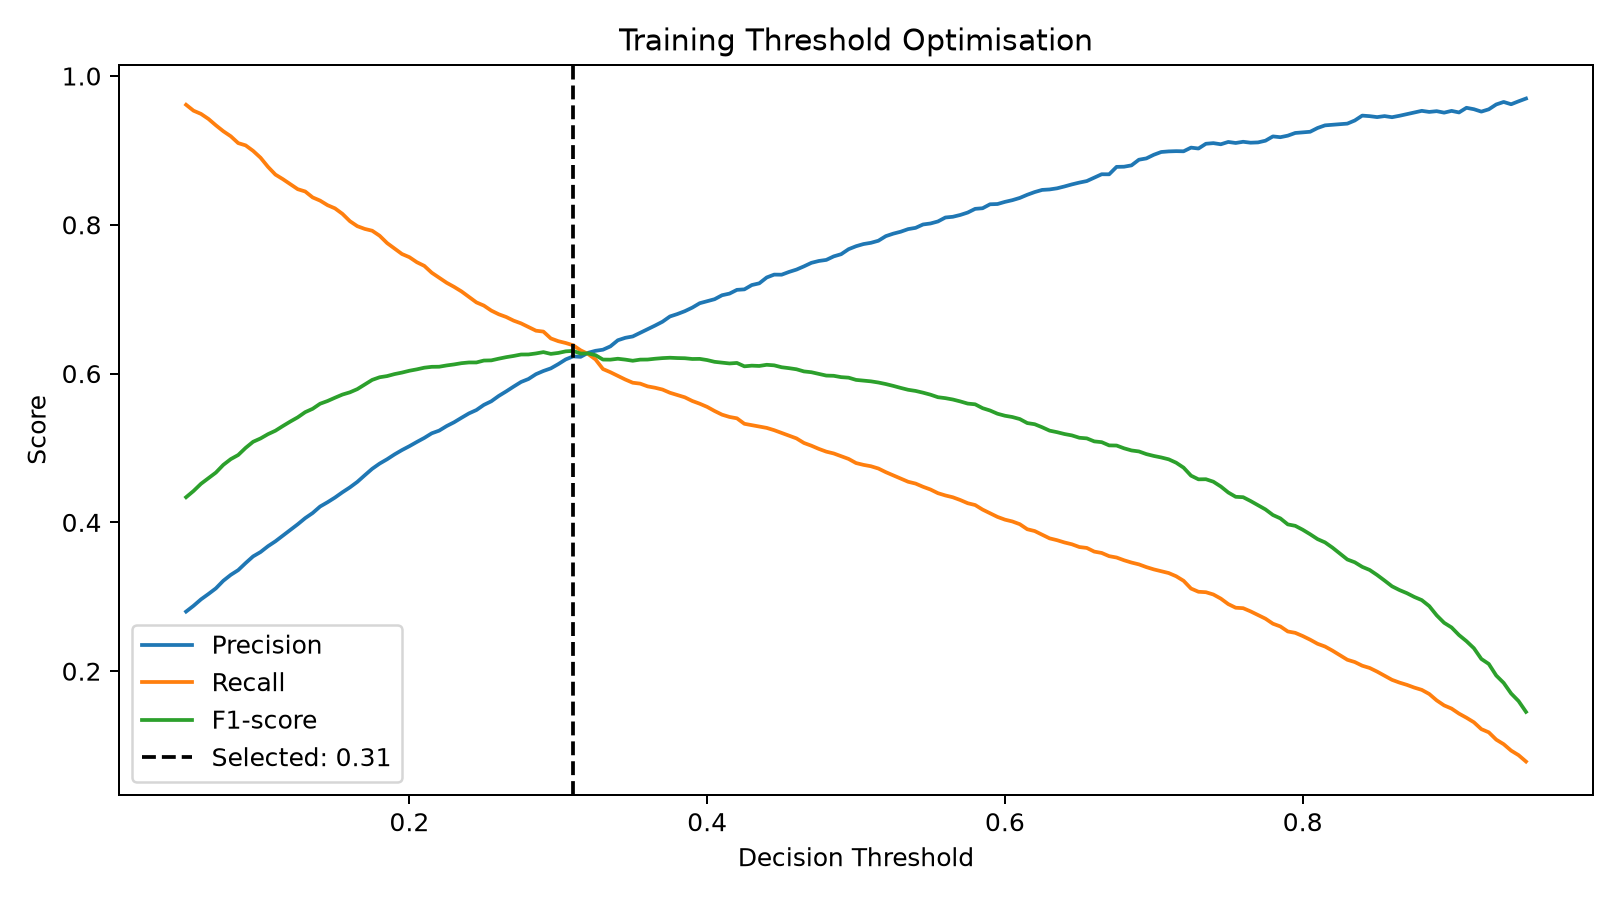 Training Threshold Optimisation
1.0
0.8
0.6
0.4
0.2
Score
Precision
Recall
F1-score
Selected: 0.31
0.2 0.4 0.6 0.8
Decision Threshold